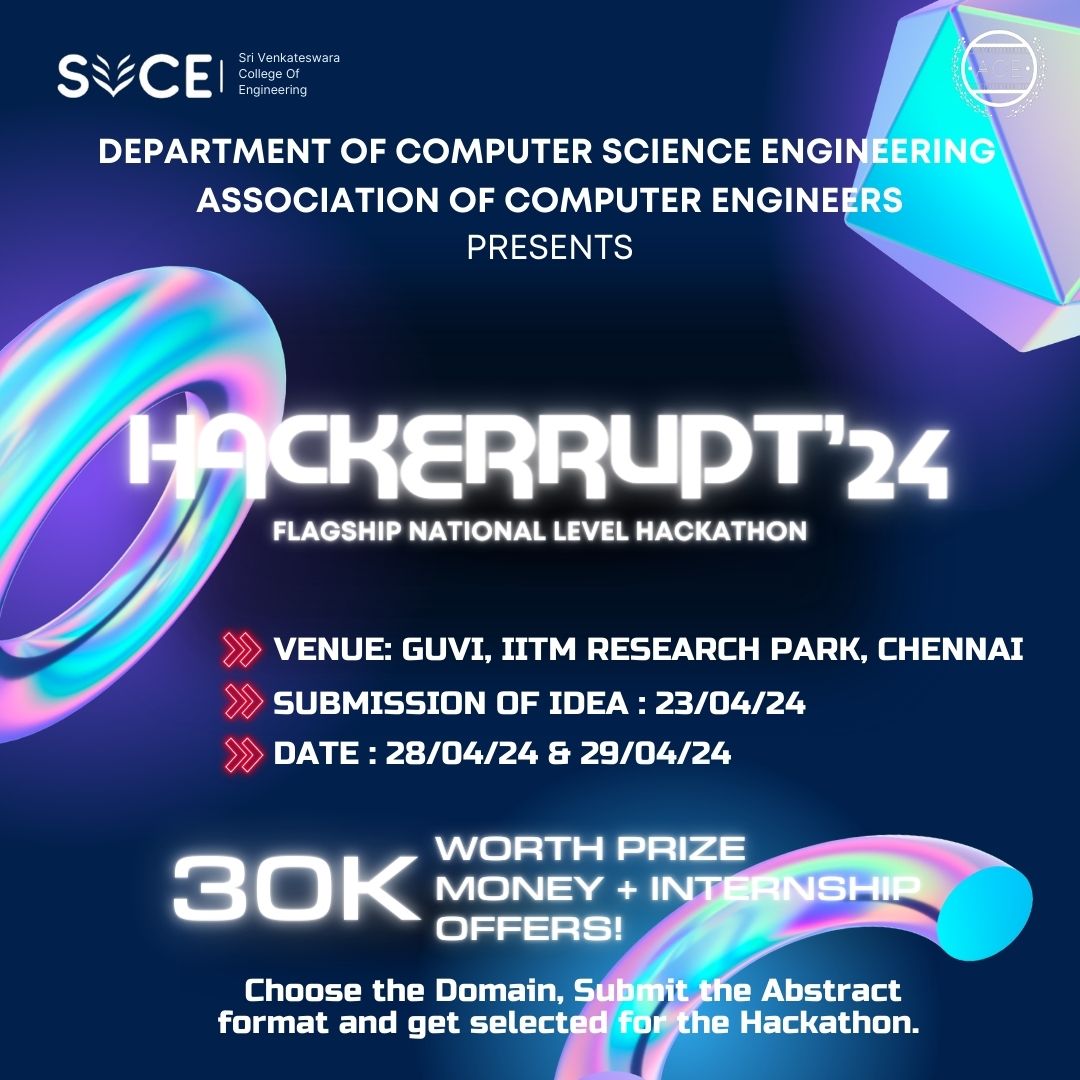 SVCE
Sri Venkateswara
College Of
Engineering
ACE
DEPARTMENT OF COMPUTER SCIENCE ENGINEERING
ASSOCIATION OF COMPUTER ENGINEERS
PRESENTS
HACKERRUPT'24
FLAGSHIP NATIONAL LEVEL HACKATHON
VENUE: GUVI, IITM RESEARCH PARK, CHENNAI
SUBMISSION OF IDEA : 23/04/24
DATE : 28/04/24 & 29/04/24
30K
WORTH PRIZE
MONEY + INTERNSHIP
OFFERS!
Choose the Domain, Submit the Abstract
format and get selected for the Hackathon.